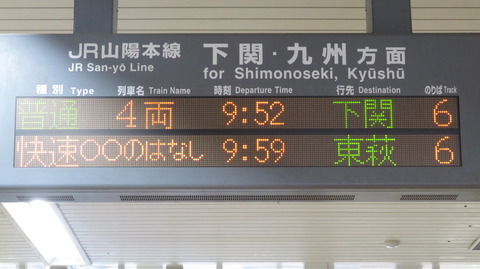 JR山陽本線 下関・九州方面
JR San-yō Line for Shimonoseki, Kyūshū
種別 Type 列車名 Train Name 時刻 Departure Time 行先 Destination のりば Track
普通 4両 9:52 下関 6
快速 〇〇のはなし 9:59 東萩 6